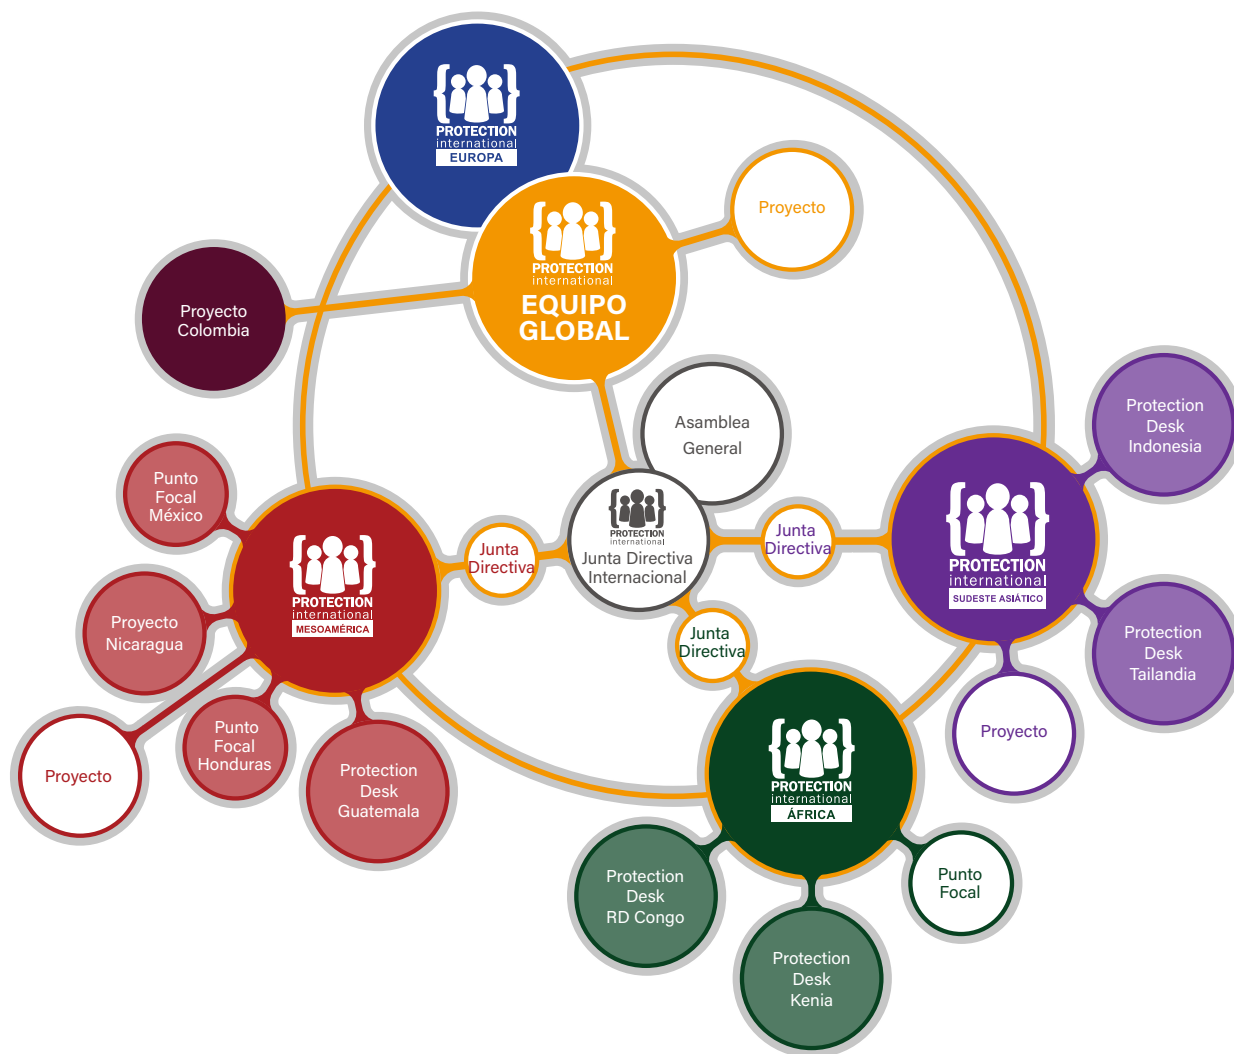 PROTECTION
international
EUROPA
PROTECTION
international
EQUIPO
GLOBAL
Proyecto
Proyecto
Colombia
Asamblea
General
PROTECTION
international
Junta Directiva
Internacional
Junta
Directiva
Junta
Directiva
Junta
Directiva
PROTECTION
international
MESOAMÉRICA
Punto
Focal
México
Proyecto
Nicaragua
Proyecto
Punto
Focal
Honduras
Protection
Desk
Guatemala
PROTECTION
international
SUDESTE ASIÁTICO
Protection
Desk
Indonesia
Protection
Desk
Tailandia
Proyecto
PROTECTION
international
ÁFRICA
Protection
Desk
RD Congo
Protection
Desk
Kenia
Punto
Focal